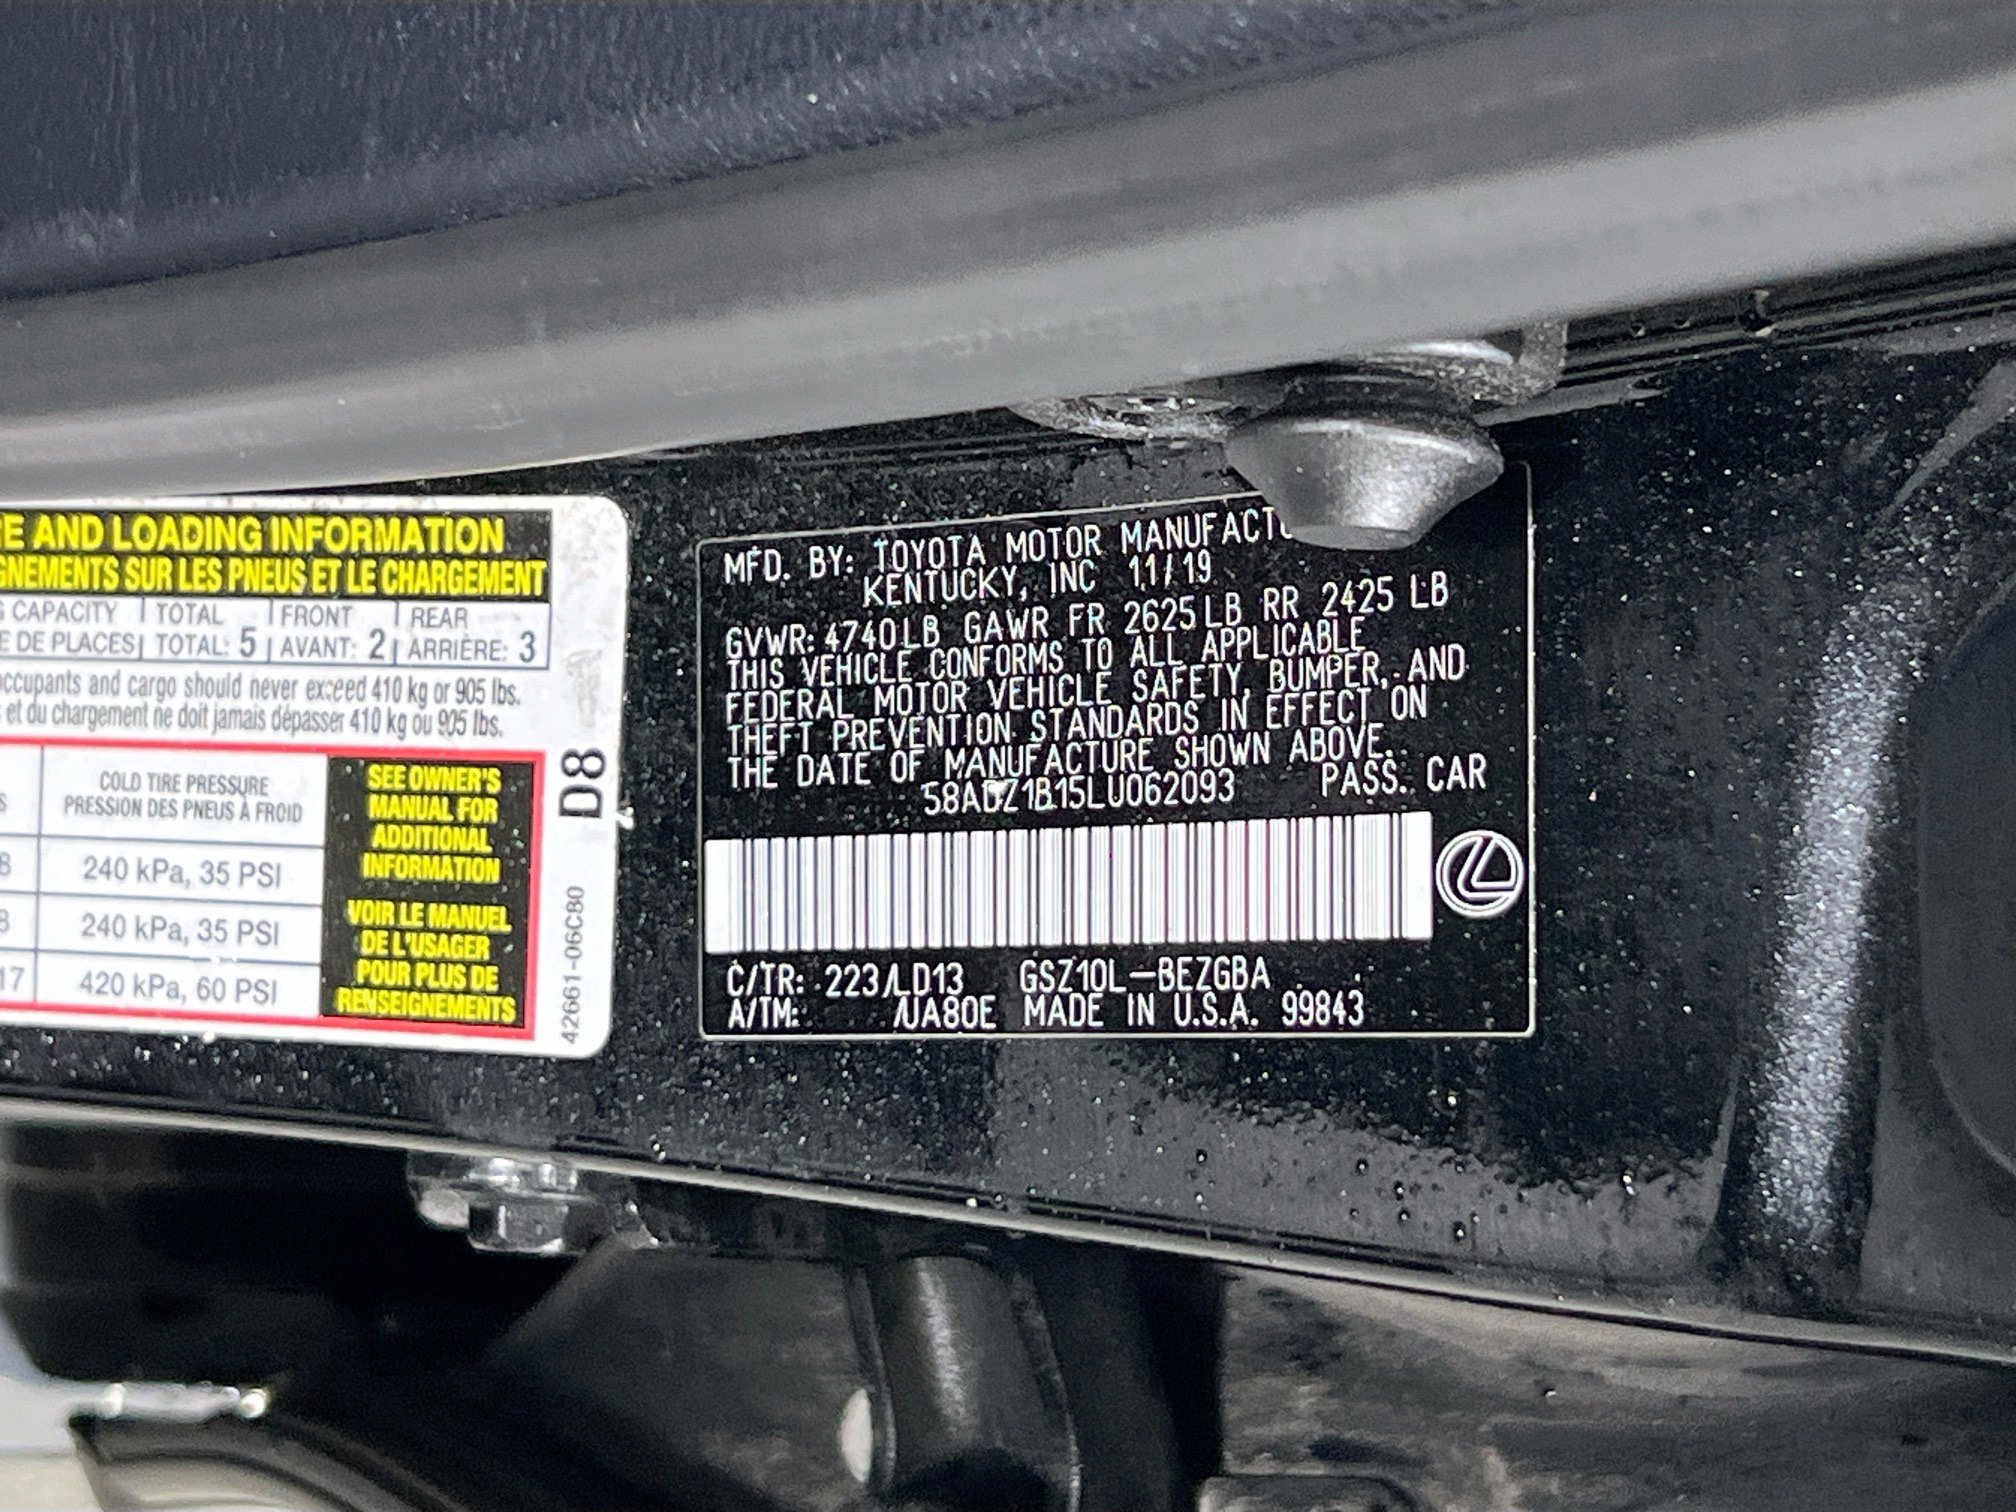 RE AND LOADING INFORMATION
GNEMENTS SUR LES PNEUS ET LE CHARGEMENT
G CAPACITY | TOTAL | FRONT | REAR
E DE PLACES | TOTAL: 5 | AVANT: 2 | ARRIÈRE: 3
occupants and cargo should never exceed 410 kg or 905 lbs.
et du chargement ne doit jamais dépasser 410 kg ou 905 lbs.
COLD TIRE PRESSURE
PRESSION DES PNEUS À FROID
240 kPa, 35 PSI
240 kPa, 35 PSI
17 420 kPa, 60 PSI
SEE OWNER'S
MANUAL FOR
ADDITIONAL
INFORMATION
VOIR LE MANUEL
DE L'USAGER
POUR PLUS DE
RENSEIGNEMENTS
D8
42661-06C80
MFD. BY: TOYOTA MOTOR MANUFACTU
KENTUCKY, INC 11/19
GVWR: 4740LB GAWR FR 2625LB RR 2425 LB
THIS VEHICLE CONFORMS TO ALL APPLICABLE
FEDERAL MOTOR VEHICLE SAFETY, BUMPER, AND
THEFT PREVENTION STANDARDS IN EFFECT ON
THE DATE OF MANUFACTURE SHOWN ABOVE.
58ADZ1B15LU062093 PASS. CAR
C/TR: 223/LD13 GSZ10L-BEZGBA
A/TM: /UA80E MADE IN U.S.A. 99843